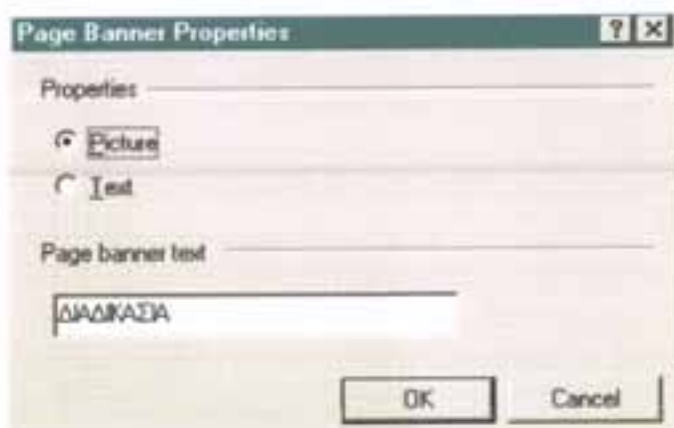 Page Banner Properties
Properties
Picture
Text
Page banner text
ΔΙΑΔΙΚΑΣΙΑ
OK Cancel